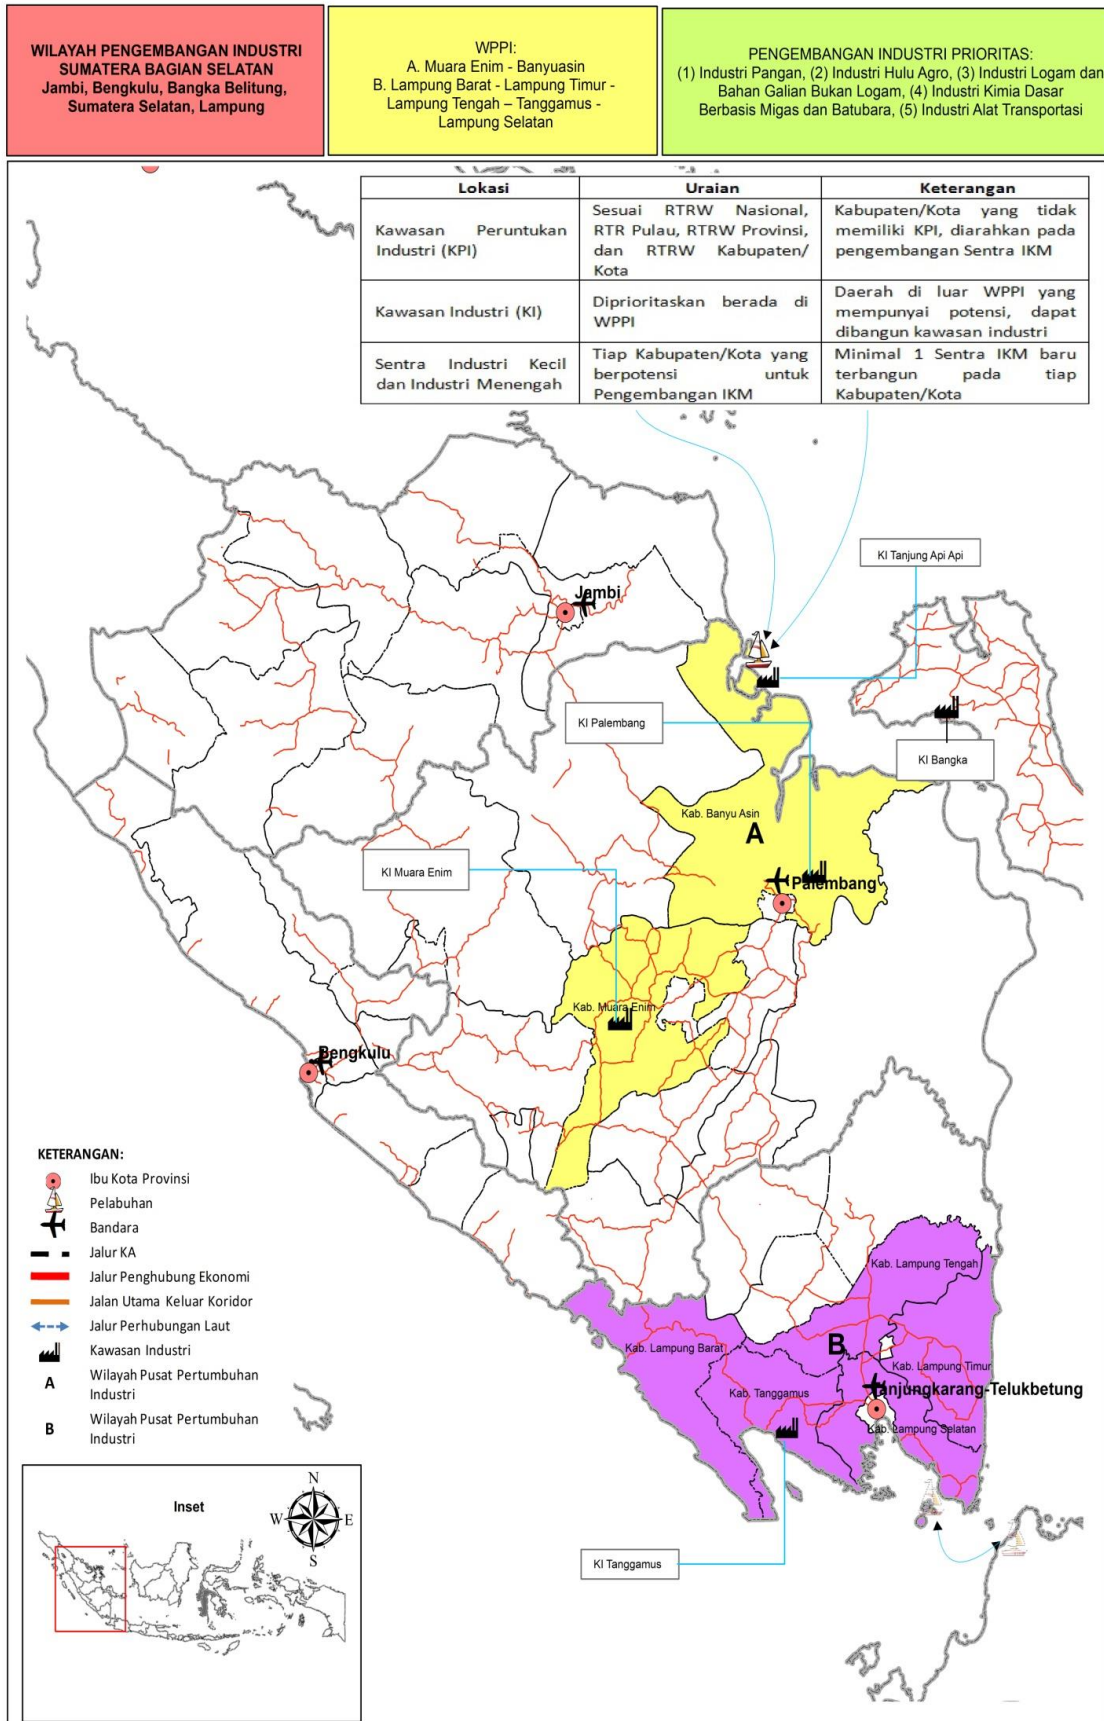 WILAYAH PENGEMBANGAN INDUSTRI
SUMATERA BAGIAN SELATAN
Jambi, Bengkulu, Bangka Belitung,
Sumatera Selatan, Lampung
WPPI:
A. Muara Enim - Banyuasin
B. Lampung Barat - Lampung Timur -
Lampung Tengah – Tanggamus -
Lampung Selatan
PENGEMBANGAN INDUSTRI PRIORITAS:
(1) Industri Pangan, (2) Industri Hulu Agro, (3) Industri Logam dan
Bahan Galian Bukan Logam, (4) Industri Kimia Dasar
Berbasis Migas dan Batubara, (5) Industri Alat Transportasi
Lokasi
Uraian
Keterangan
Kawasan Peruntukan
Industri (KPI)
Sesuai RTRW Nasional,
RTR Pulau, RTRW Provinsi,
dan RTRW Kabupaten/
Kota
Kabupaten/Kota yang tidak
memiliki KPI, diarahkan pada
pengembangan Sentra IKM
Kawasan Industri (KI)
Diprioritaskan berada di
WPPI
Daerah di luar WPPI yang
mempunyai potensi, dapat
dibangun kawasan industri
Sentra Industri Kecil
dan Industri Menengah
Tiap Kabupaten/Kota yang
berpotensi untuk
Pengembangan IKM
Minimal 1 Sentra IKM baru
terbangun pada tiap
Kabupaten/Kota
KI Tanjung Api Api
Jambi
KI Palembang
KI Bangka
Kab. Banyu Asin
A
KI Muara Enim
Palembang
Kab. Muara Enim
Bengkulu
KETERANGAN:
Ibu Kota Provinsi
Pelabuhan
Bandara
Jalur KA
Jalur Penghubung Ekonomi
Jalan Utama Keluar Koridor
Jalur Perhubungan Laut
Kawasan Industri
A Wilayah Pusat Pertumbuhan
Industri
B Wilayah Pusat Pertumbuhan
Industri
Kab. Lampung Tengah
B
Kab. Lampung Barat
Kab. Lampung Timur
Kab. Tanggamus
Tanjungkarang-Telukbetung
Kab. Lampung Selatan
KI Tanggamus
Inset
N
W
E
S